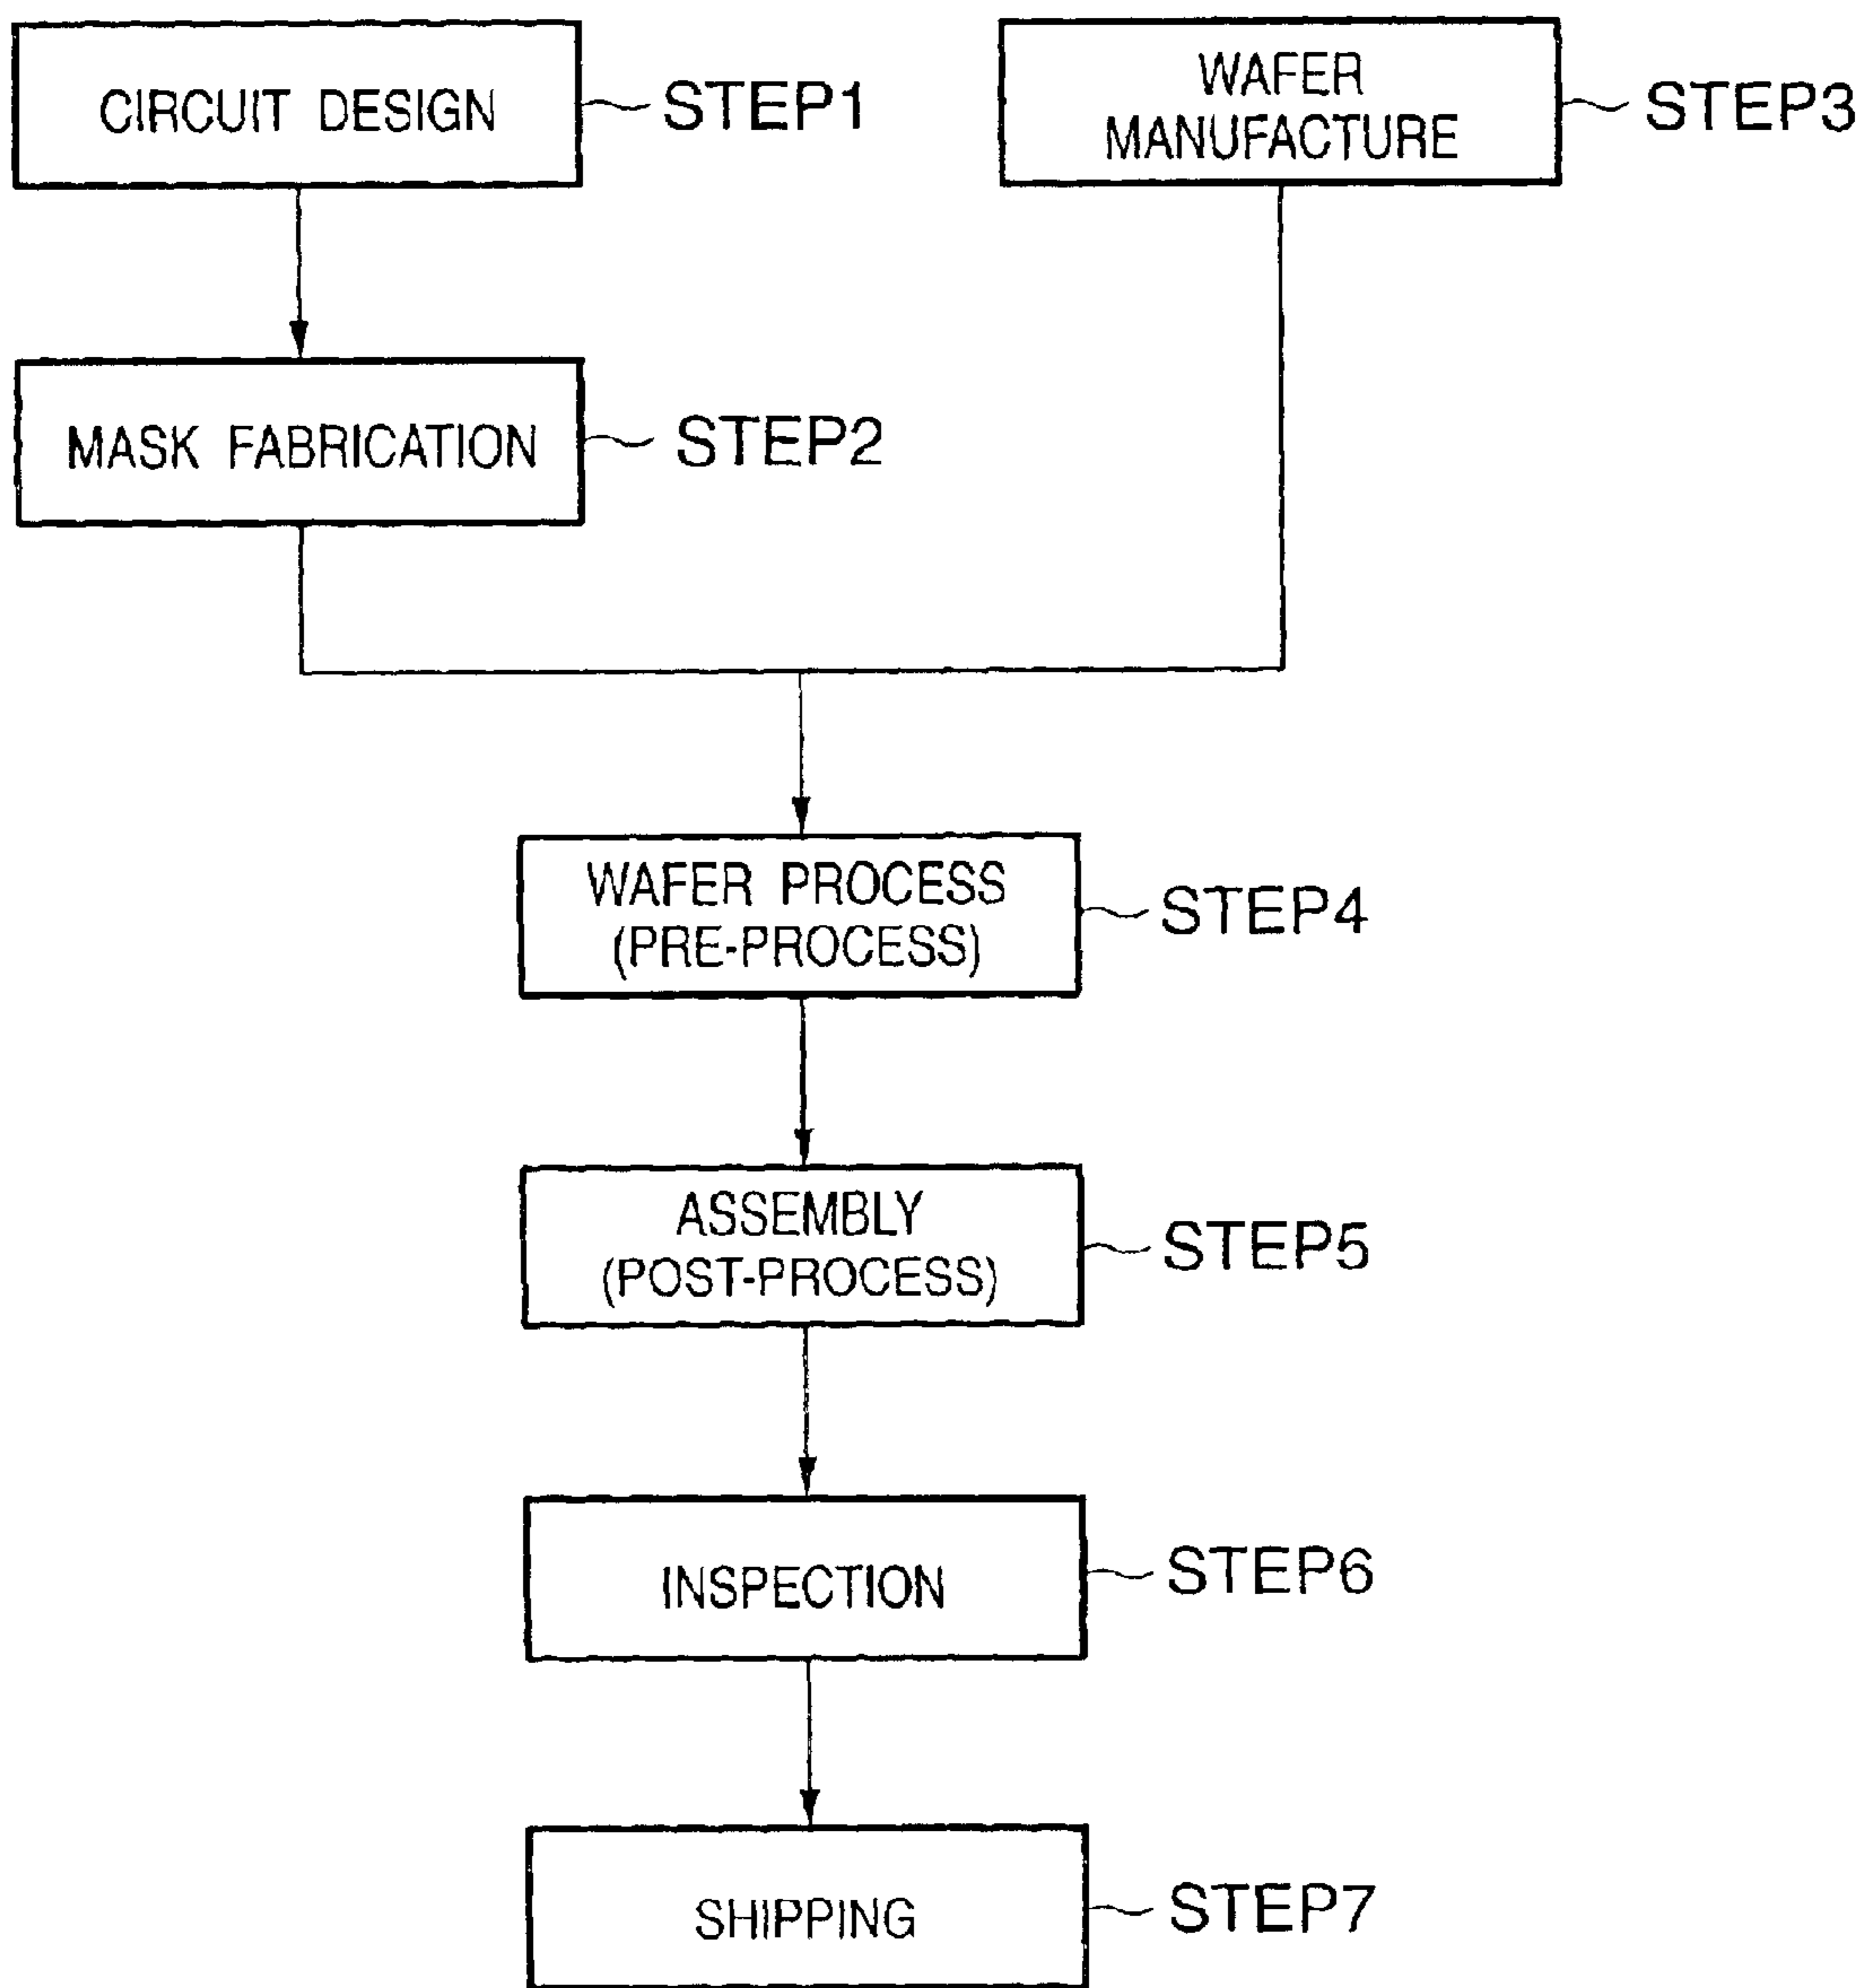 CIRCUIT DESIGN
STEP1
WAFER
MANUFACTURE
STEP3
MASK FABRICATION
STEP2
WAFER PROCESS
(PRE-PROCESS)
STEP4
ASSEMBLY
(POST-PROCESS)
STEP5
INSPECTION
STEP6
SHIPPING
STEP7